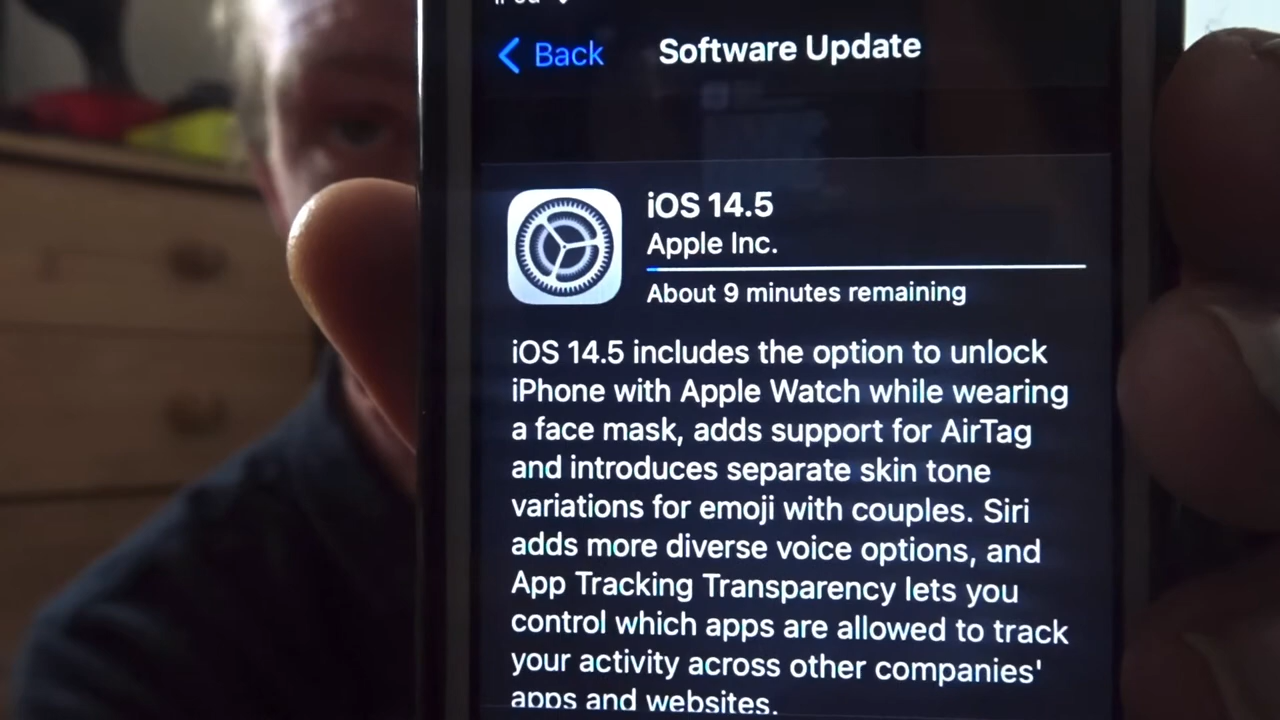 iPod
Back Software Update
iOS 14.5
Apple Inc.
About 9 minutes remaining
iOS 14.5 includes the option to unlock
iPhone with Apple Watch while wearing
a face mask, adds support for AirTag
and introduces separate skin tone
variations for emoji with couples. Siri
adds more diverse voice options, and
App Tracking Transparency lets you
control which apps are allowed to track
your activity across other companies'
apps and websites.